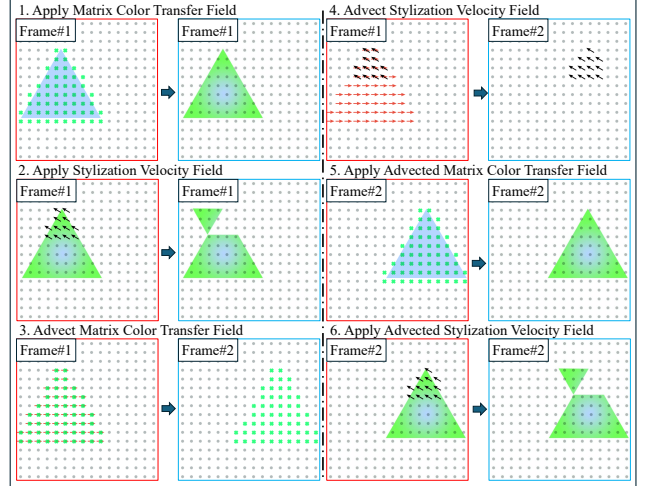 1. Apply Matrix Color Transfer Field
Frame#1
Frame#1
2. Apply Stylization Velocity Field
Frame#1
Frame#1
3. Advect Matrix Color Transfer Field
Frame#1
Frame#2
4. Advect Stylization Velocity Field
Frame#1
Frame#2
5. Apply Advected Matrix Color Transfer Field
Frame#2
Frame#2
6. Apply Advected Stylization Velocity Field
Frame#2
Frame#2